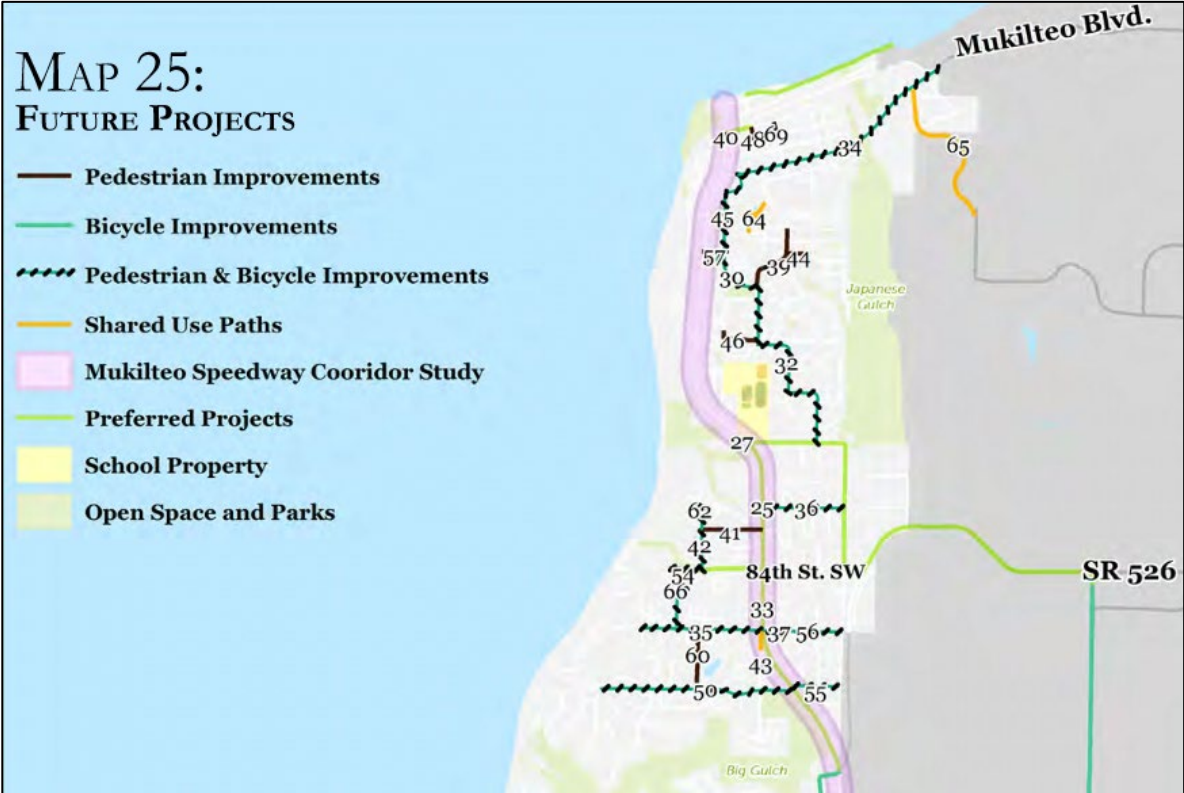 MAP 25:
FUTURE PROJECTS
Pedestrian Improvements
Bicycle Improvements
Pedestrian & Bicycle Improvements
Shared Use Paths
Mukilteo Speedway Cooridor Study
Preferred Projects
School Property
Open Space and Parks
Mukilteo Blvd.
40
48
69
34
65
45
64
57
39
44
30
Japanese
Gulch
46
32
27
62
25
36
41
42
54
84th St. SW
SR 526
66
33
35
37
56
60
43
50
55
Big Gulch